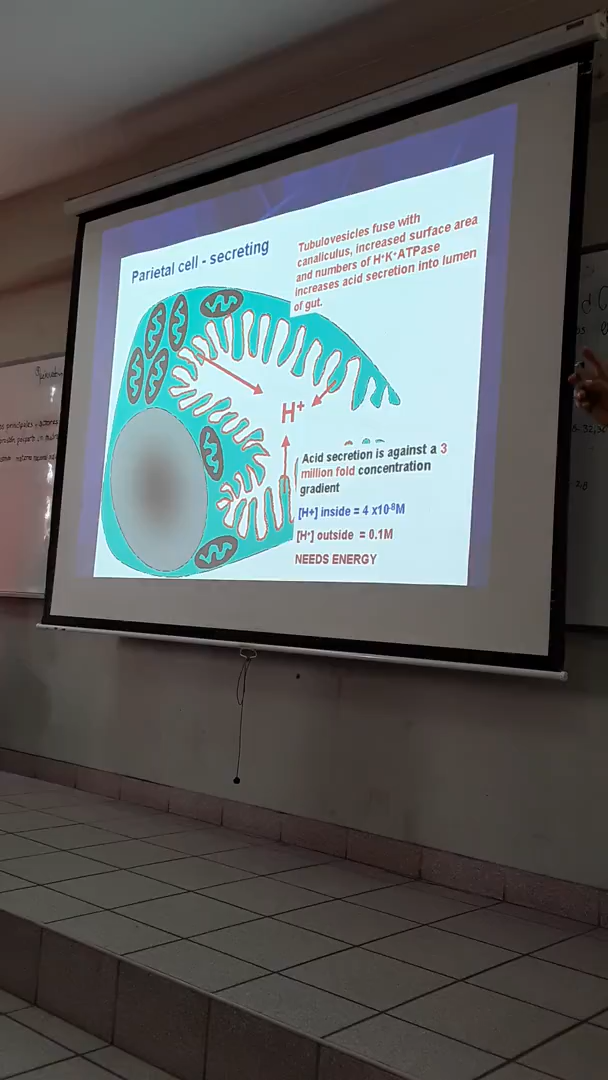 Parietal cell - secreting
Tubulovesicles fuse with
canaliculus, increased surface area
and numbers of H⁺K⁺ATPase
increases acid secretion into lumen
of gut.
H⁺
Acid secretion is against a 3
million fold concentration
gradient
[H+] inside = 4 x10⁻⁸M
[H⁺] outside = 0.1M
NEEDS ENERGY